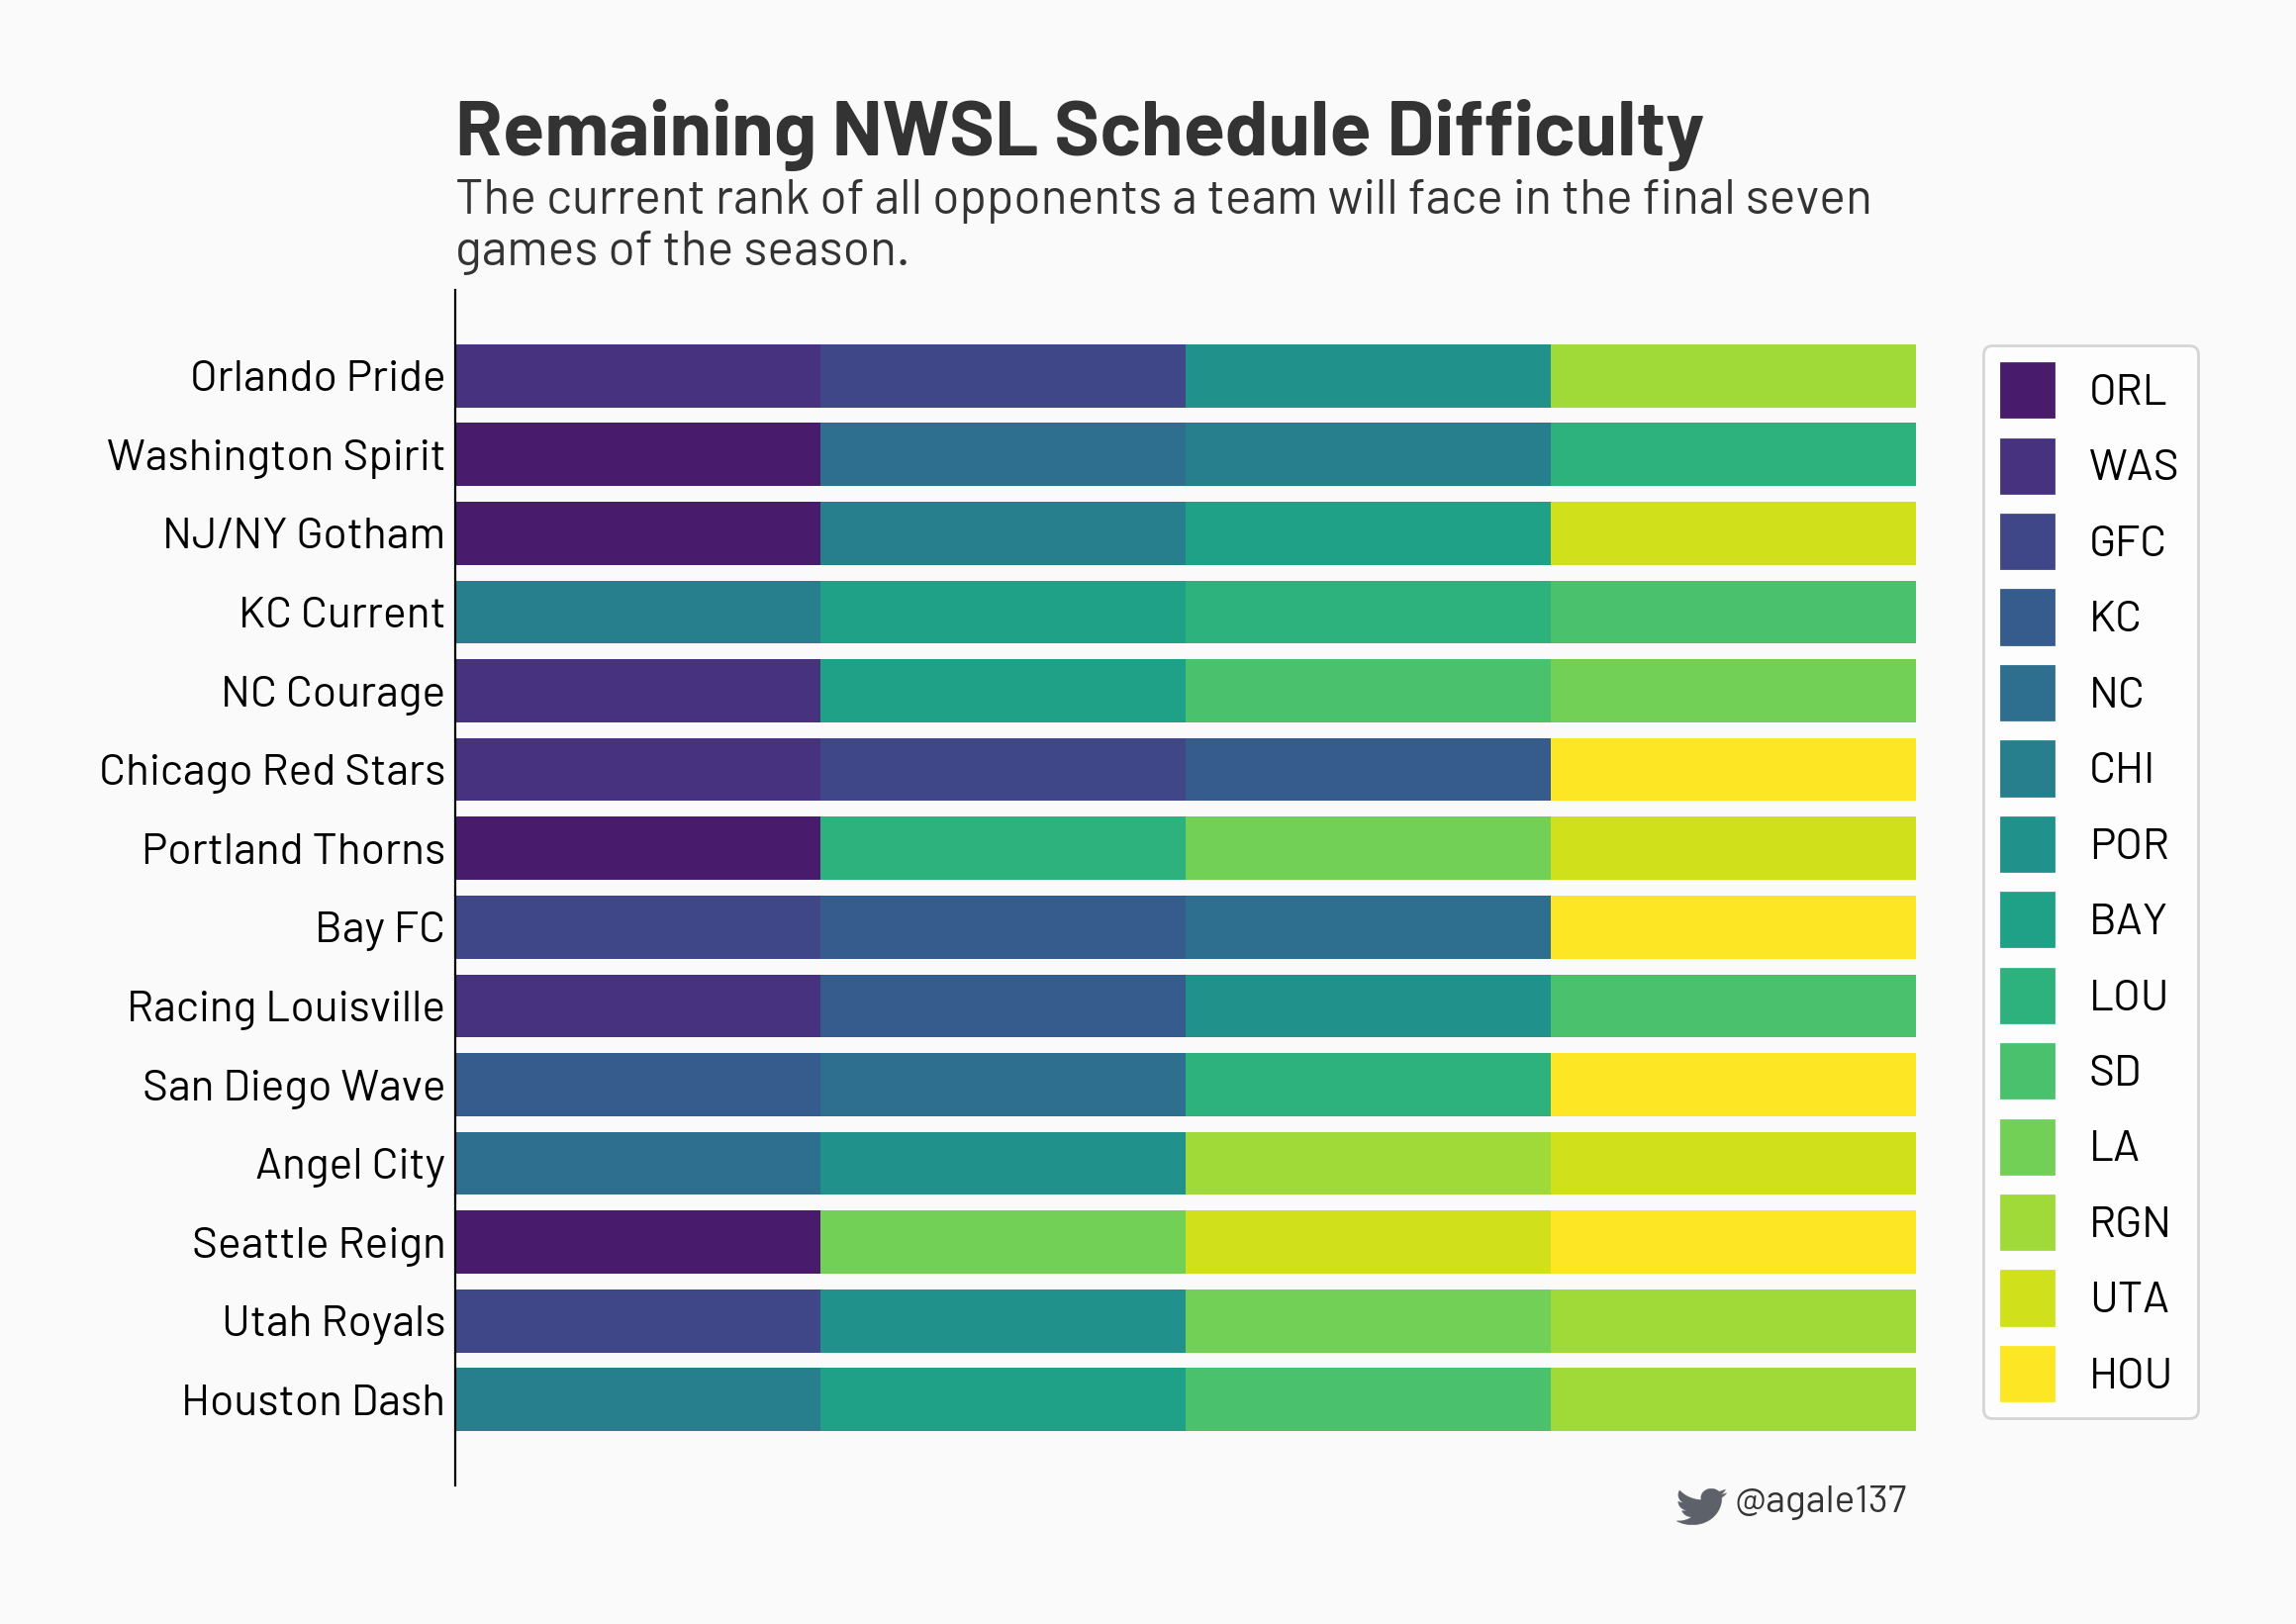 Remaining NWSL Schedule Difficulty
The current rank of all opponents a team will face in the final seven
games of the season.
Orlando Pride
Washington Spirit
NJ/NY Gotham
KC Current
NC Courage
Chicago Red Stars
Portland Thorns
Bay FC
Racing Louisville
San Diego Wave
Angel City
Seattle Reign
Utah Royals
Houston Dash
ORL
WAS
GFC
KC
NC
CHI
POR
BAY
LOU
SD
LA
RGN
UTA
HOU
@agale137